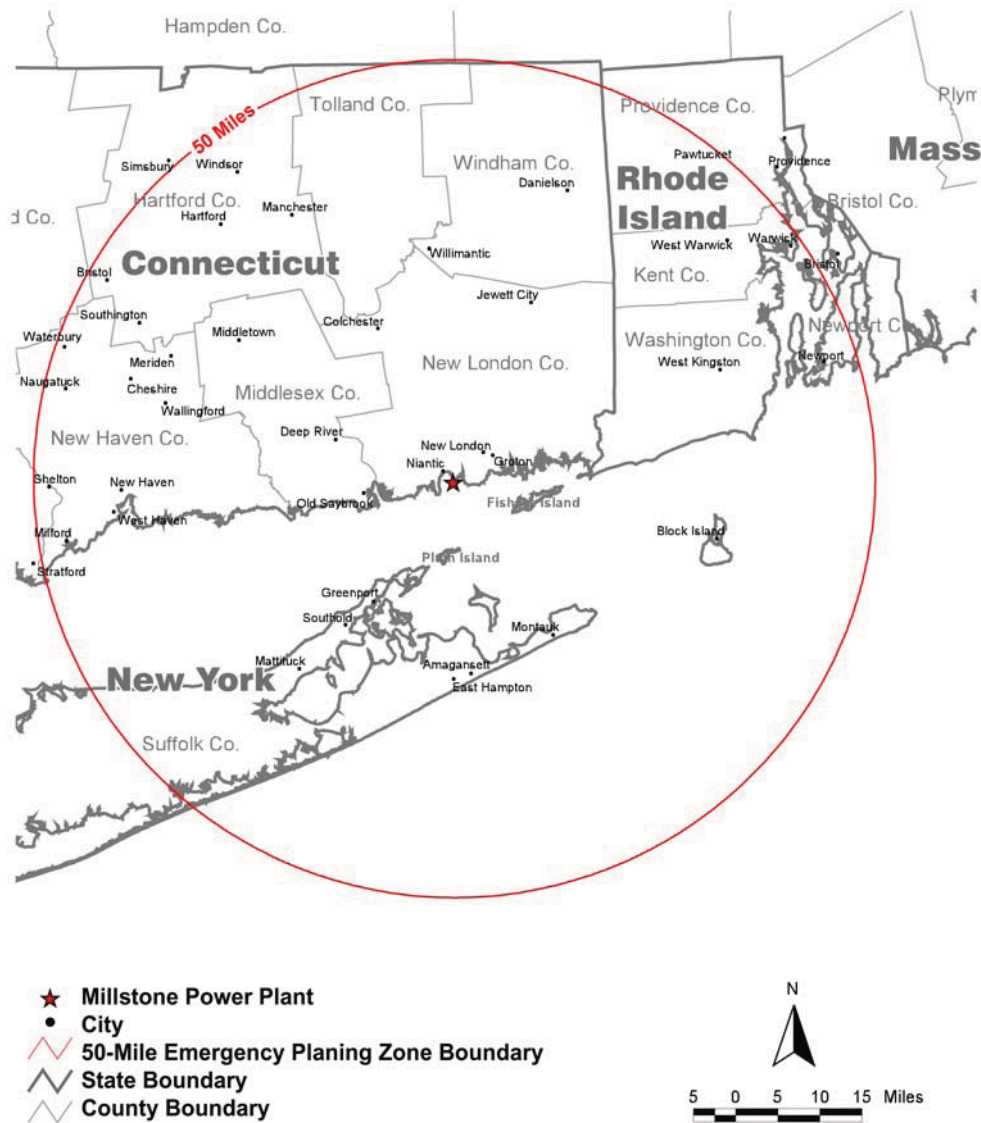 Hampden Co.
Tolland Co.
Providence Co.
Plym
50 Miles
Simsbury
Windsor
Windham Co.
Pawtucket
Providence
Mass
Danielson
Rhode
Island
Hartford Co.
Bristol Co.
d Co.
Hartford
Manchester
Connecticut
Willimantic
West Warwick
Warwick
Bristol
Kent Co.
Bristol
Jewett City
Southington
Colchester
Waterbury
Middletown
Newport C
Washington Co.
Meriden
New London Co.
West Kingston
Newport
Naugatuck
Cheshire
Middlesex Co.
Wallingford
Deep River
New Haven Co.
New London
Groton
Niantic
Shelton
New Haven
Old Saybrook
Island
West Haven
Milford
Block Island
Stratford
Island
Greenport
Southold
Montauk
Mattituck
Amagansett
New York
East Hampton
Suffolk Co.
Millstone Power Plant
City
50-Mile Emergency Planing Zone Boundary
State Boundary
County Boundary
N
5 0 5 10 15 Miles